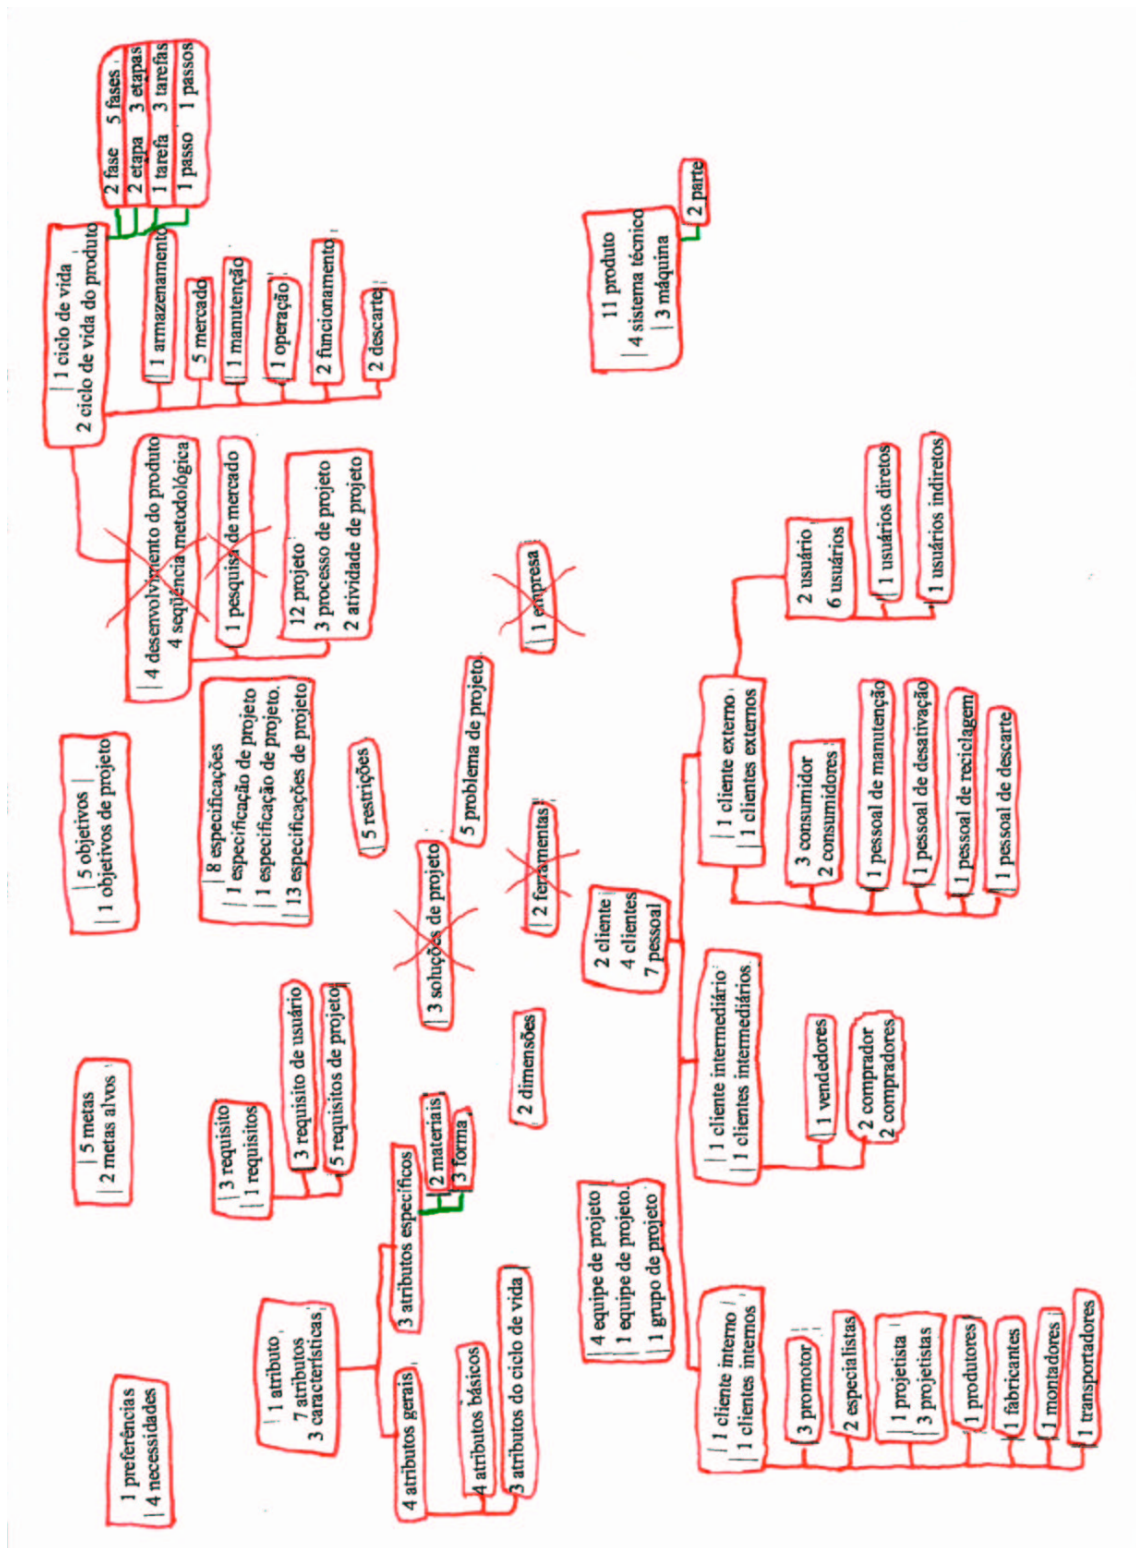 1 preferências
4 necessidades
5 metas
2 metas alvos
5 objetivos
1 objetivos de projeto
1 ciclo de vida
2 ciclo de vida do produto
2 fase 5 fases
2 etapa 3 etapas
1 tarefa 3 tarefas
1 passo 1 passos
1 armazenamento
5 mercado
1 manutenção
1 operação
2 funcionamento
2 descarte
4 desenvolvimento do produto
4 seqüência metodológica
1 pesquisa de mercado
12 projeto
3 processo de projeto
2 atividade de projeto
8 especificações
1 especificação de projeto
1 especificação de projeto.
13 especificações de projeto
5 restrições
3 requisito
1 requisitos
3 requisito de usuário
5 requisitos de projeto
1 atributo
7 atributos
3 características
4 atributos gerais
4 atributos básicos
3 atributos do ciclo de vida
3 atributos específicos
2 materiais
3 forma
3 soluções de projeto
5 problema de projeto
2 dimensões
2 ferramentas
1 empresa
4 equipe de projeto
1 equipe de projeto.
1 grupo de projeto
2 cliente
4 clientes
7 pessoal
11 produto
4 sistema técnico
3 máquina
2 parte
1 cliente interno
1 clientes internos
3 promotor
2 especialistas
1 projetista
3 projetistas
1 produtores
1 fabricantes
1 montadores
1 transportadores
1 cliente intermediário
1 clientes intermediários
1 vendedores
2 comprador
2 compradores
1 cliente externo
1 clientes externos
3 consumidor
2 consumidores
1 pessoal de manutenção
1 pessoal de desativação
1 pessoal de reciclagem
1 pessoal de descarte
2 usuário
6 usuários
1 usuários diretos
1 usuários indiretos